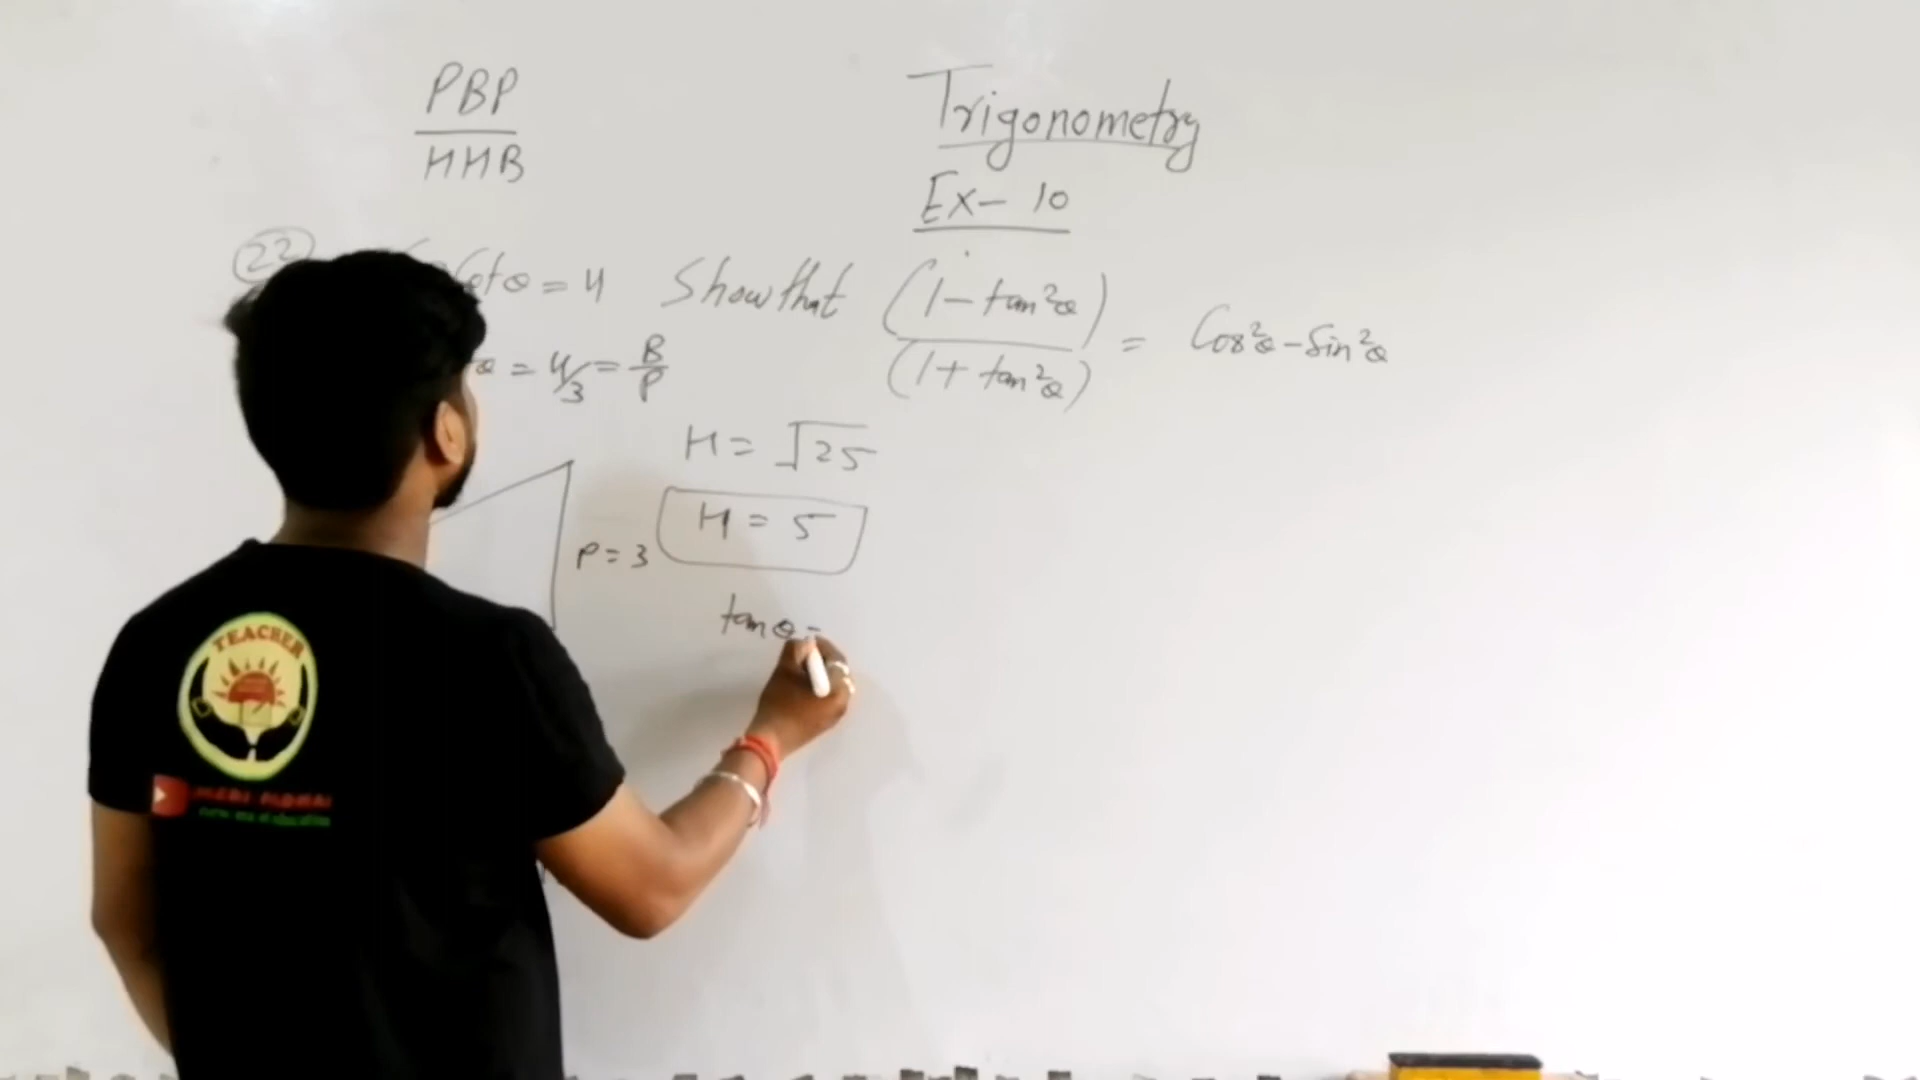 PBP
HHB
Trigonometry
Ex- 10
22 Cotθ = 4 Show that (1 - tan²θ) / (1 + tan²θ) = Cos²θ - Sin²θ
θ = 4/3 = B/P
H = √25
H = 5
P = 3
tanθ =
TEACHER